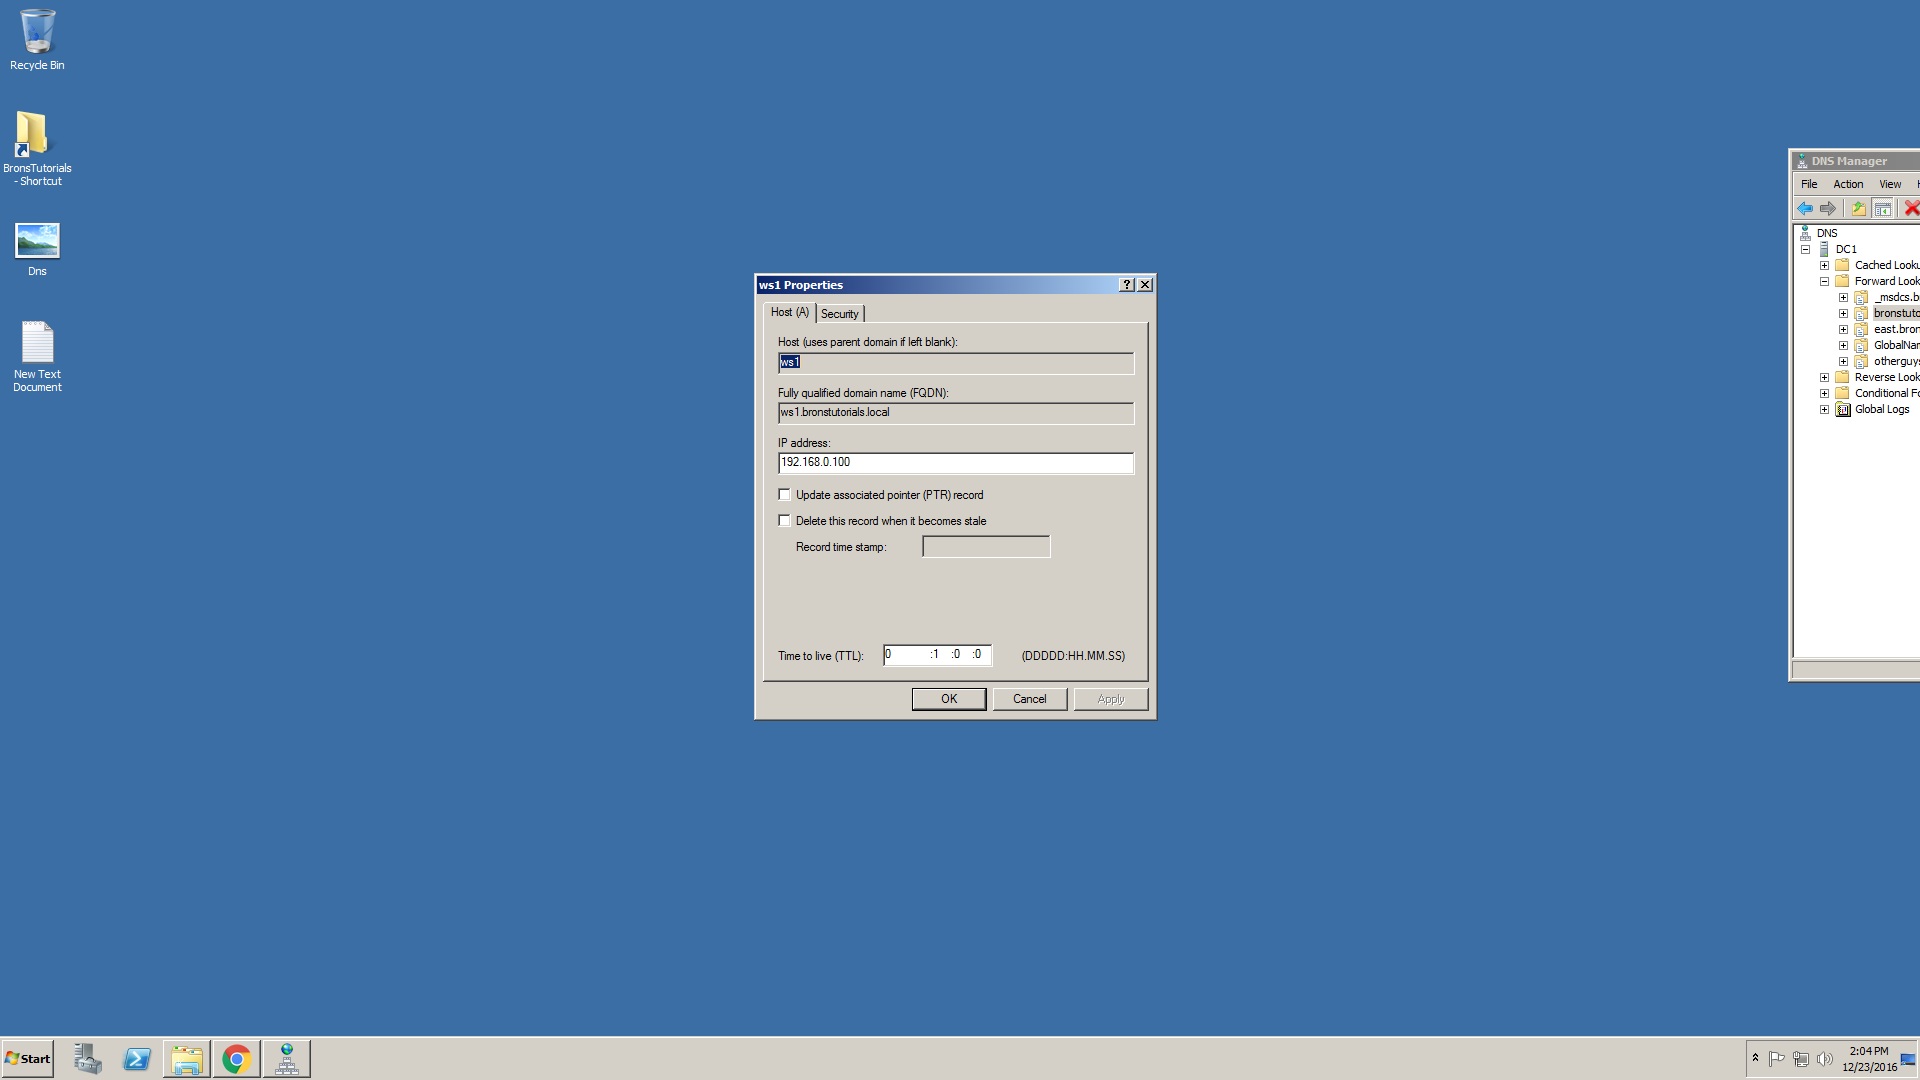 Recycle Bin
BronsTutorials
- Shortcut
Dns
New Text
Document
ws1 Properties
?
Host (A)
Security
Host (uses parent domain if left blank):
ws1
Fully qualified domain name (FQDN):
ws1.bronstutorials.local
IP address:
192.168.0.100
Update associated pointer (PTR) record
Delete this record when it becomes stale
Record time stamp:
Time to live (TTL):
0 :1 :0 :0
(DDDDD:HH.MM.SS)
OK
Cancel
Apply
DNS Manager
File Action View
DNS
DC1
Cached Looku
Forward Look
_msdcs.b
bronstuto
east.bron
GlobalNam
otherguys
Reverse Look
Conditional Fo
Global Logs
Start
2:04 PM
12/23/2016